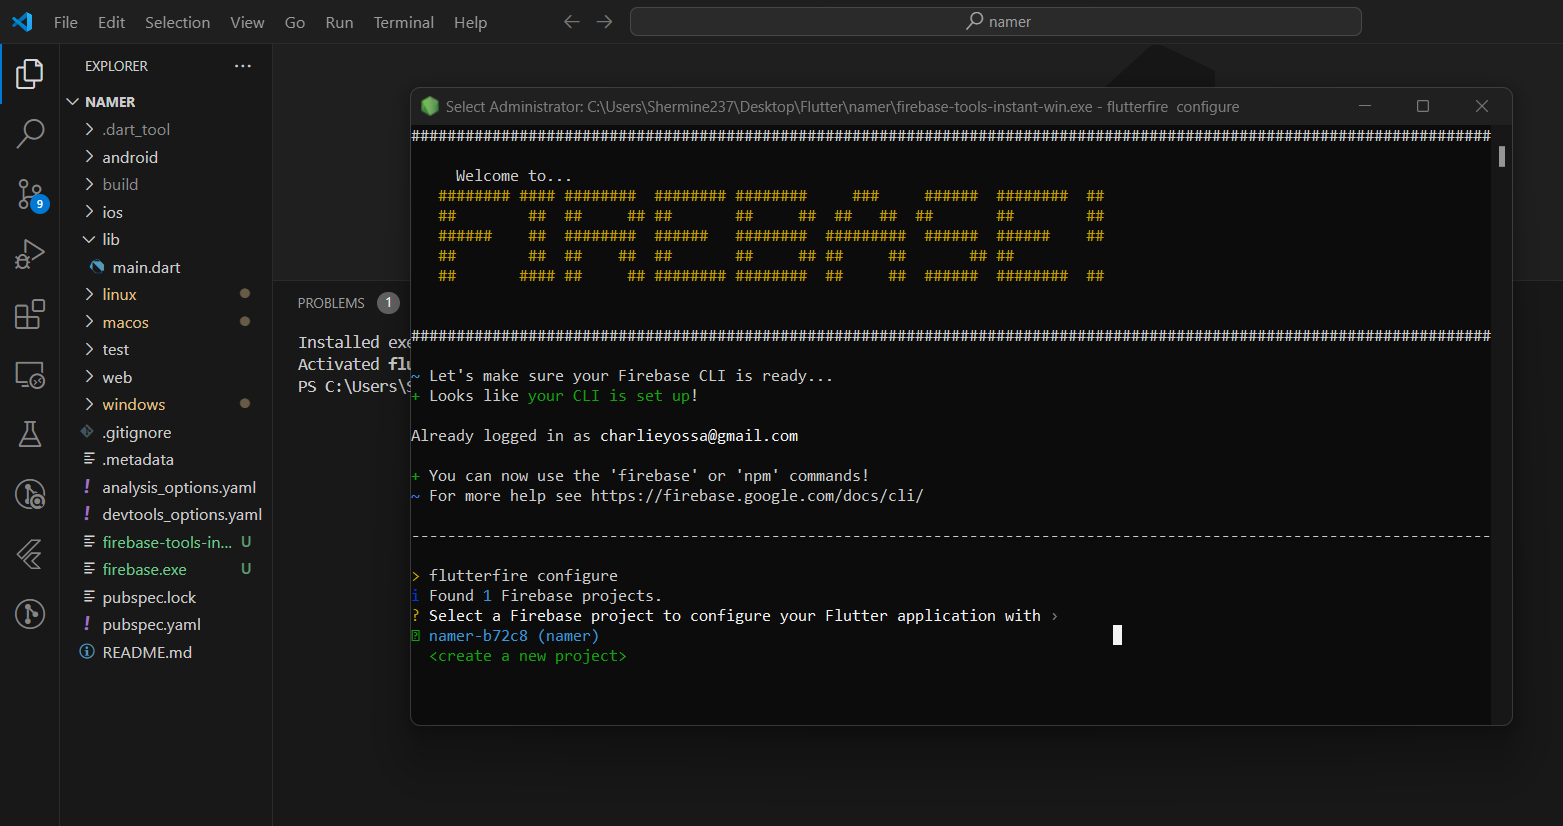 File Edit Selection View Go Run Terminal Help
namer
EXPLORER
NAMER
.dart_tool
android
build
ios
lib
main.dart
linux
macos
test
web
windows
.gitignore
.metadata
analysis_options.yaml
devtools_options.yaml
firebase-tools-in... U
firebase.exe U
pubspec.lock
pubspec.yaml
README.md
9
PROBLEMS 1
Installed exe
Activated flu
PS C:\Users\S
Select Administrator: C:\Users\Shermine237\Desktop\Flutter\namer\firebase-tools-instant-win.exe - flutterfire configure
Welcome to...
FIREBASE!
~ Let's make sure your Firebase CLI is ready...
+ Looks like your CLI is set up!
Already logged in as charlieyossa@gmail.com
+ You can now use the 'firebase' or 'npm' commands!
~ For more help see https://firebase.google.com/docs/cli/
> flutterfire configure
i Found 1 Firebase projects.
? Select a Firebase project to configure your Flutter application with ›
namer-b72c8 (namer)
<create a new project>